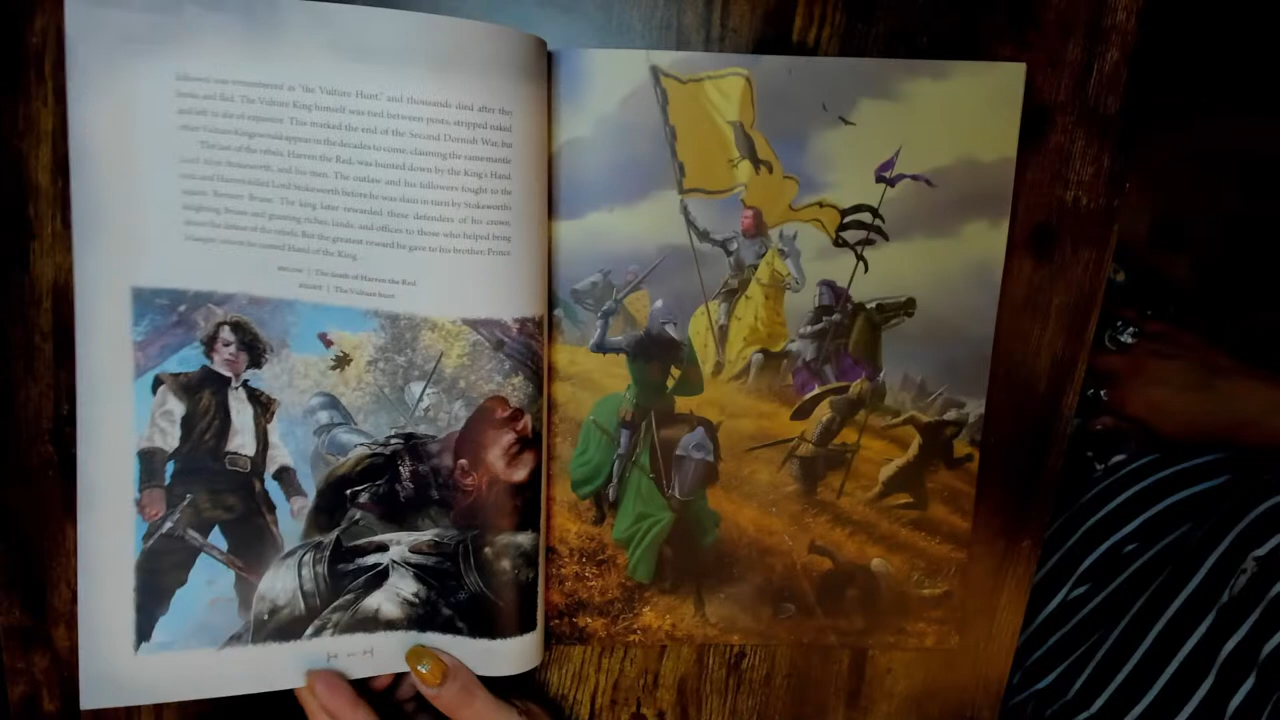 followed was remembered as "the Vulture Hunt," and thousands died after they
broke and fled. The Vulture King himself was tied between posts, stripped naked
and left to die of exposure. This marked the end of the Second Dornish War, but
other Vulture Kings would appear in the decades to come, claiming the same mantle
The last of the rebels, Harren the Red, was hunted down by the King's Hand,
Lord Alyn Stokeworth, and his men. The outlaw and his followers fought to the
end and Harren killed Lord Stokeworth before he was slain in turn by Stokeworth's
squire, Bernarr Brune. The king later rewarded these defenders of his crown,
knighting Brune and granting riches, lands, and offices to those who helped bring
about the defeat of the rebels. But the greatest reward he gave to his brother, Prince
Maegor, whom he named Hand of the King.
BELOW | The death of Harren the Red
RIGHT | The Vulture hunt